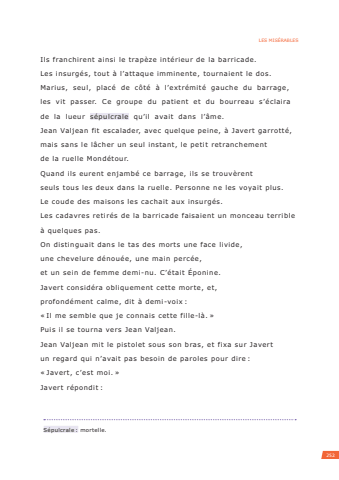 LES MISÉRABLES
Ils franchirent ainsi le trapèze intérieur de la barricade.
Les insurgés, tout à l'attaque imminente, tournaient le dos.
Marius, seul, placé de côté à l'extrémité gauche du barrage,
les vit passer. Ce groupe du patient et du bourreau s'éclaira
de la lueur sépulcrale qu'il avait dans l'âme.
Jean Valjean fit escalader, avec quelque peine, à Javert garrotté,
mais sans le lâcher un seul instant, le petit retranchement
de la ruelle Mondétour.
Quand ils eurent enjambé ce barrage, ils se trouvèrent
seuls tous les deux dans la ruelle. Personne ne les voyait plus.
Le coude des maisons les cachait aux insurgés.
Les cadavres retirés de la barricade faisaient un monceau terrible
à quelques pas.
On distinguait dans le tas des morts une face livide,
une chevelure dénouée, une main percée,
et un sein de femme demi-nu. C'était Éponine.
Javert considéra obliquement cette morte, et,
profondément calme, dit à demi-voix :
« Il me semble que je connais cette fille-là. »
Puis il se tourna vers Jean Valjean.
Jean Valjean mit le pistolet sous son bras, et fixa sur Javert
un regard qui n'avait pas besoin de paroles pour dire :
« Javert, c'est moi. »
Javert répondit :
Sépulcrale : mortelle.